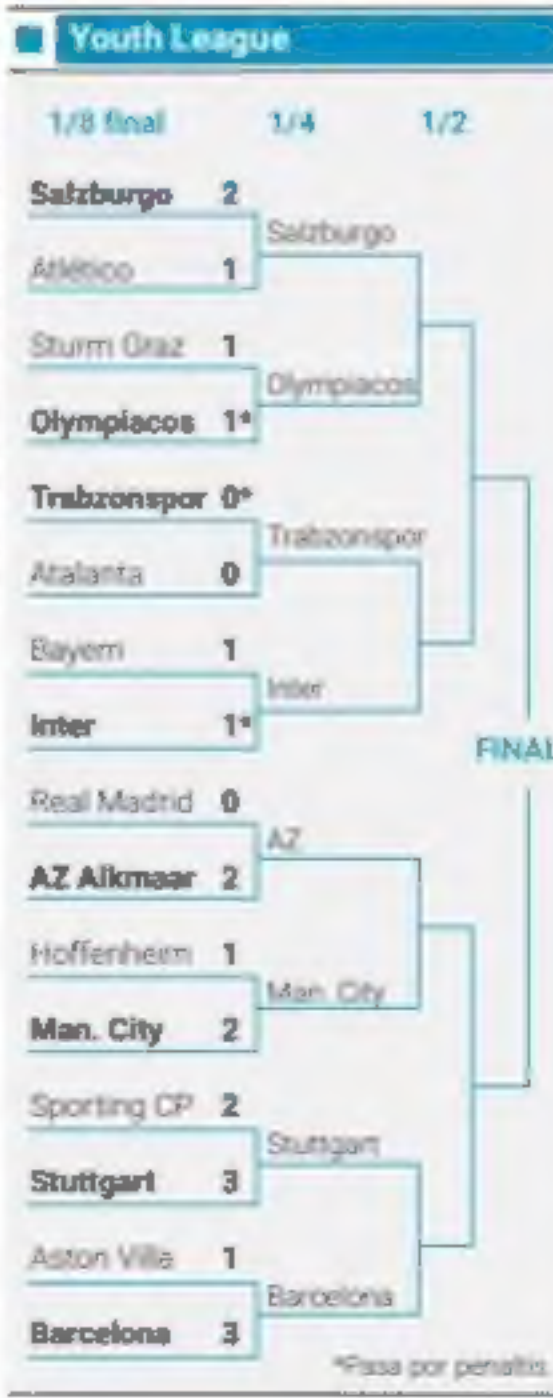 Youth League
1/8 final 1/4 1/2
Salzburgo 2
Salzburgo
Atlético 1
Sturm Graz 1
Olympiacos
Olympiacos 1*
Trabzonspor 0*
Trabzonspor
Atalanta 0
Bayern 1
Inter
Inter 1*
FINAL
Real Madrid 0
AZ
AZ Alkmaar 2
Hoffenheim 1
Man. City
Man. City 2
Sporting CP 2
Stuttgart
Stuttgart 3
Aston Villa 1
Barcelona
Barcelona 3
*Pasa por penaltis.